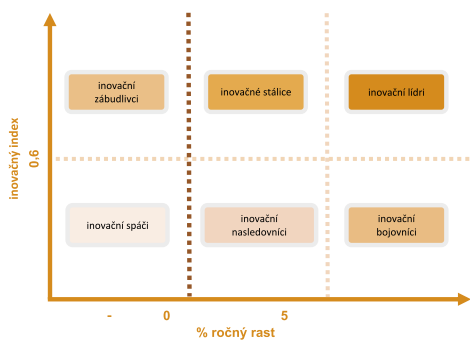 inovační
zábudlivci
inovačné stálice
inovační lídri
inovačný index
0,6
inovační spáči
inovační
nasledovníci
inovační
bojovníci
- 0 5
% ročný rast